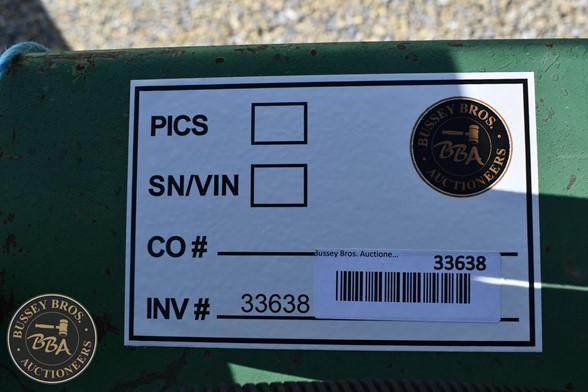 PICS
BUSSEY BROS.
BBA
AUCTIONEERS
SN/VIN
CO #
Bussey Bros. Auctione...
33638
INV # 33638
BUSSEY BROS.
BBA
AUCTIONEERS